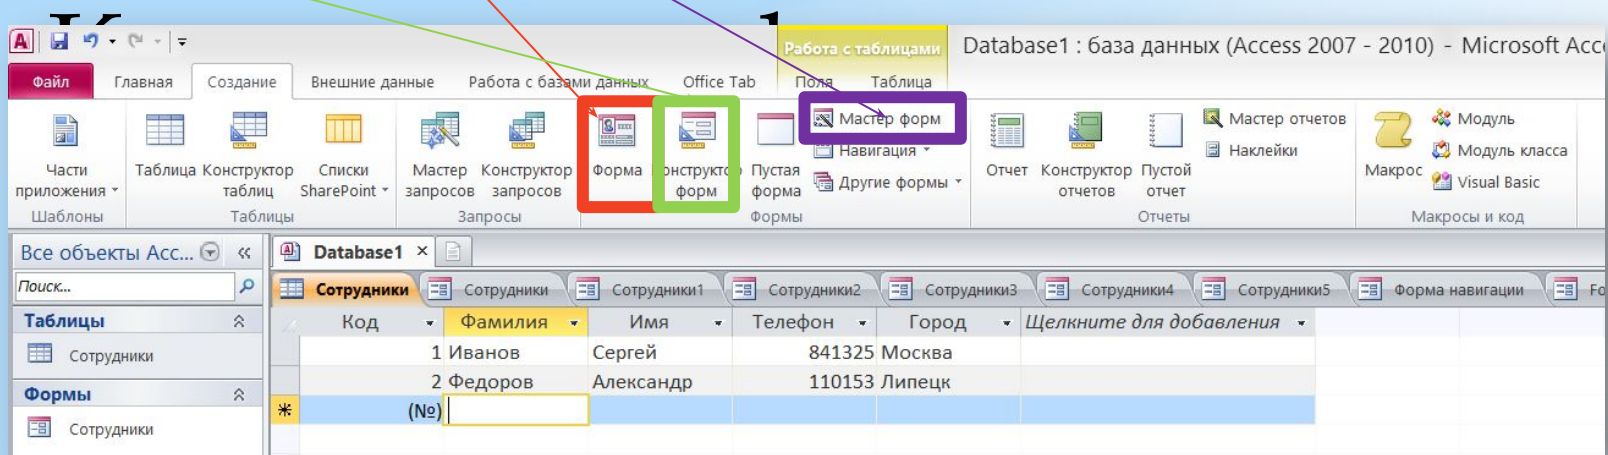 Работа с таблицами
Database1 : база данных (Access 2007 - 2010) - Microsoft Acc
Файл Главная Создание Внешние данные Работа с базами данных Office Tab Поля Таблица
Части приложения
Таблица
Конструктор таблиц
Списки SharePoint
Мастер запросов
Конструктор запросов
Форма
Конструктор форм
Пустая форма
Мастер форм
Навигация
Другие формы
Отчет
Конструктор отчетов
Пустой отчет
Мастер отчетов
Наклейки
Макрос
Модуль
Модуль класса
Visual Basic
Шаблоны Таблицы Запросы Формы Отчеты Макросы и код
Все объекты Acc...
Database1
Поиск...
Сотрудники Сотрудники Сотрудники1 Сотрудники2 Сотрудники3 Сотрудники4 Сотрудники5 Форма навигации Fo
Таблицы
Сотрудники
Формы
Сотрудники
Код Фамилия Имя Телефон Город Щелкните для добавления
1 Иванов Сергей 841325 Москва
2 Федоров Александр 110153 Липецк
(№)